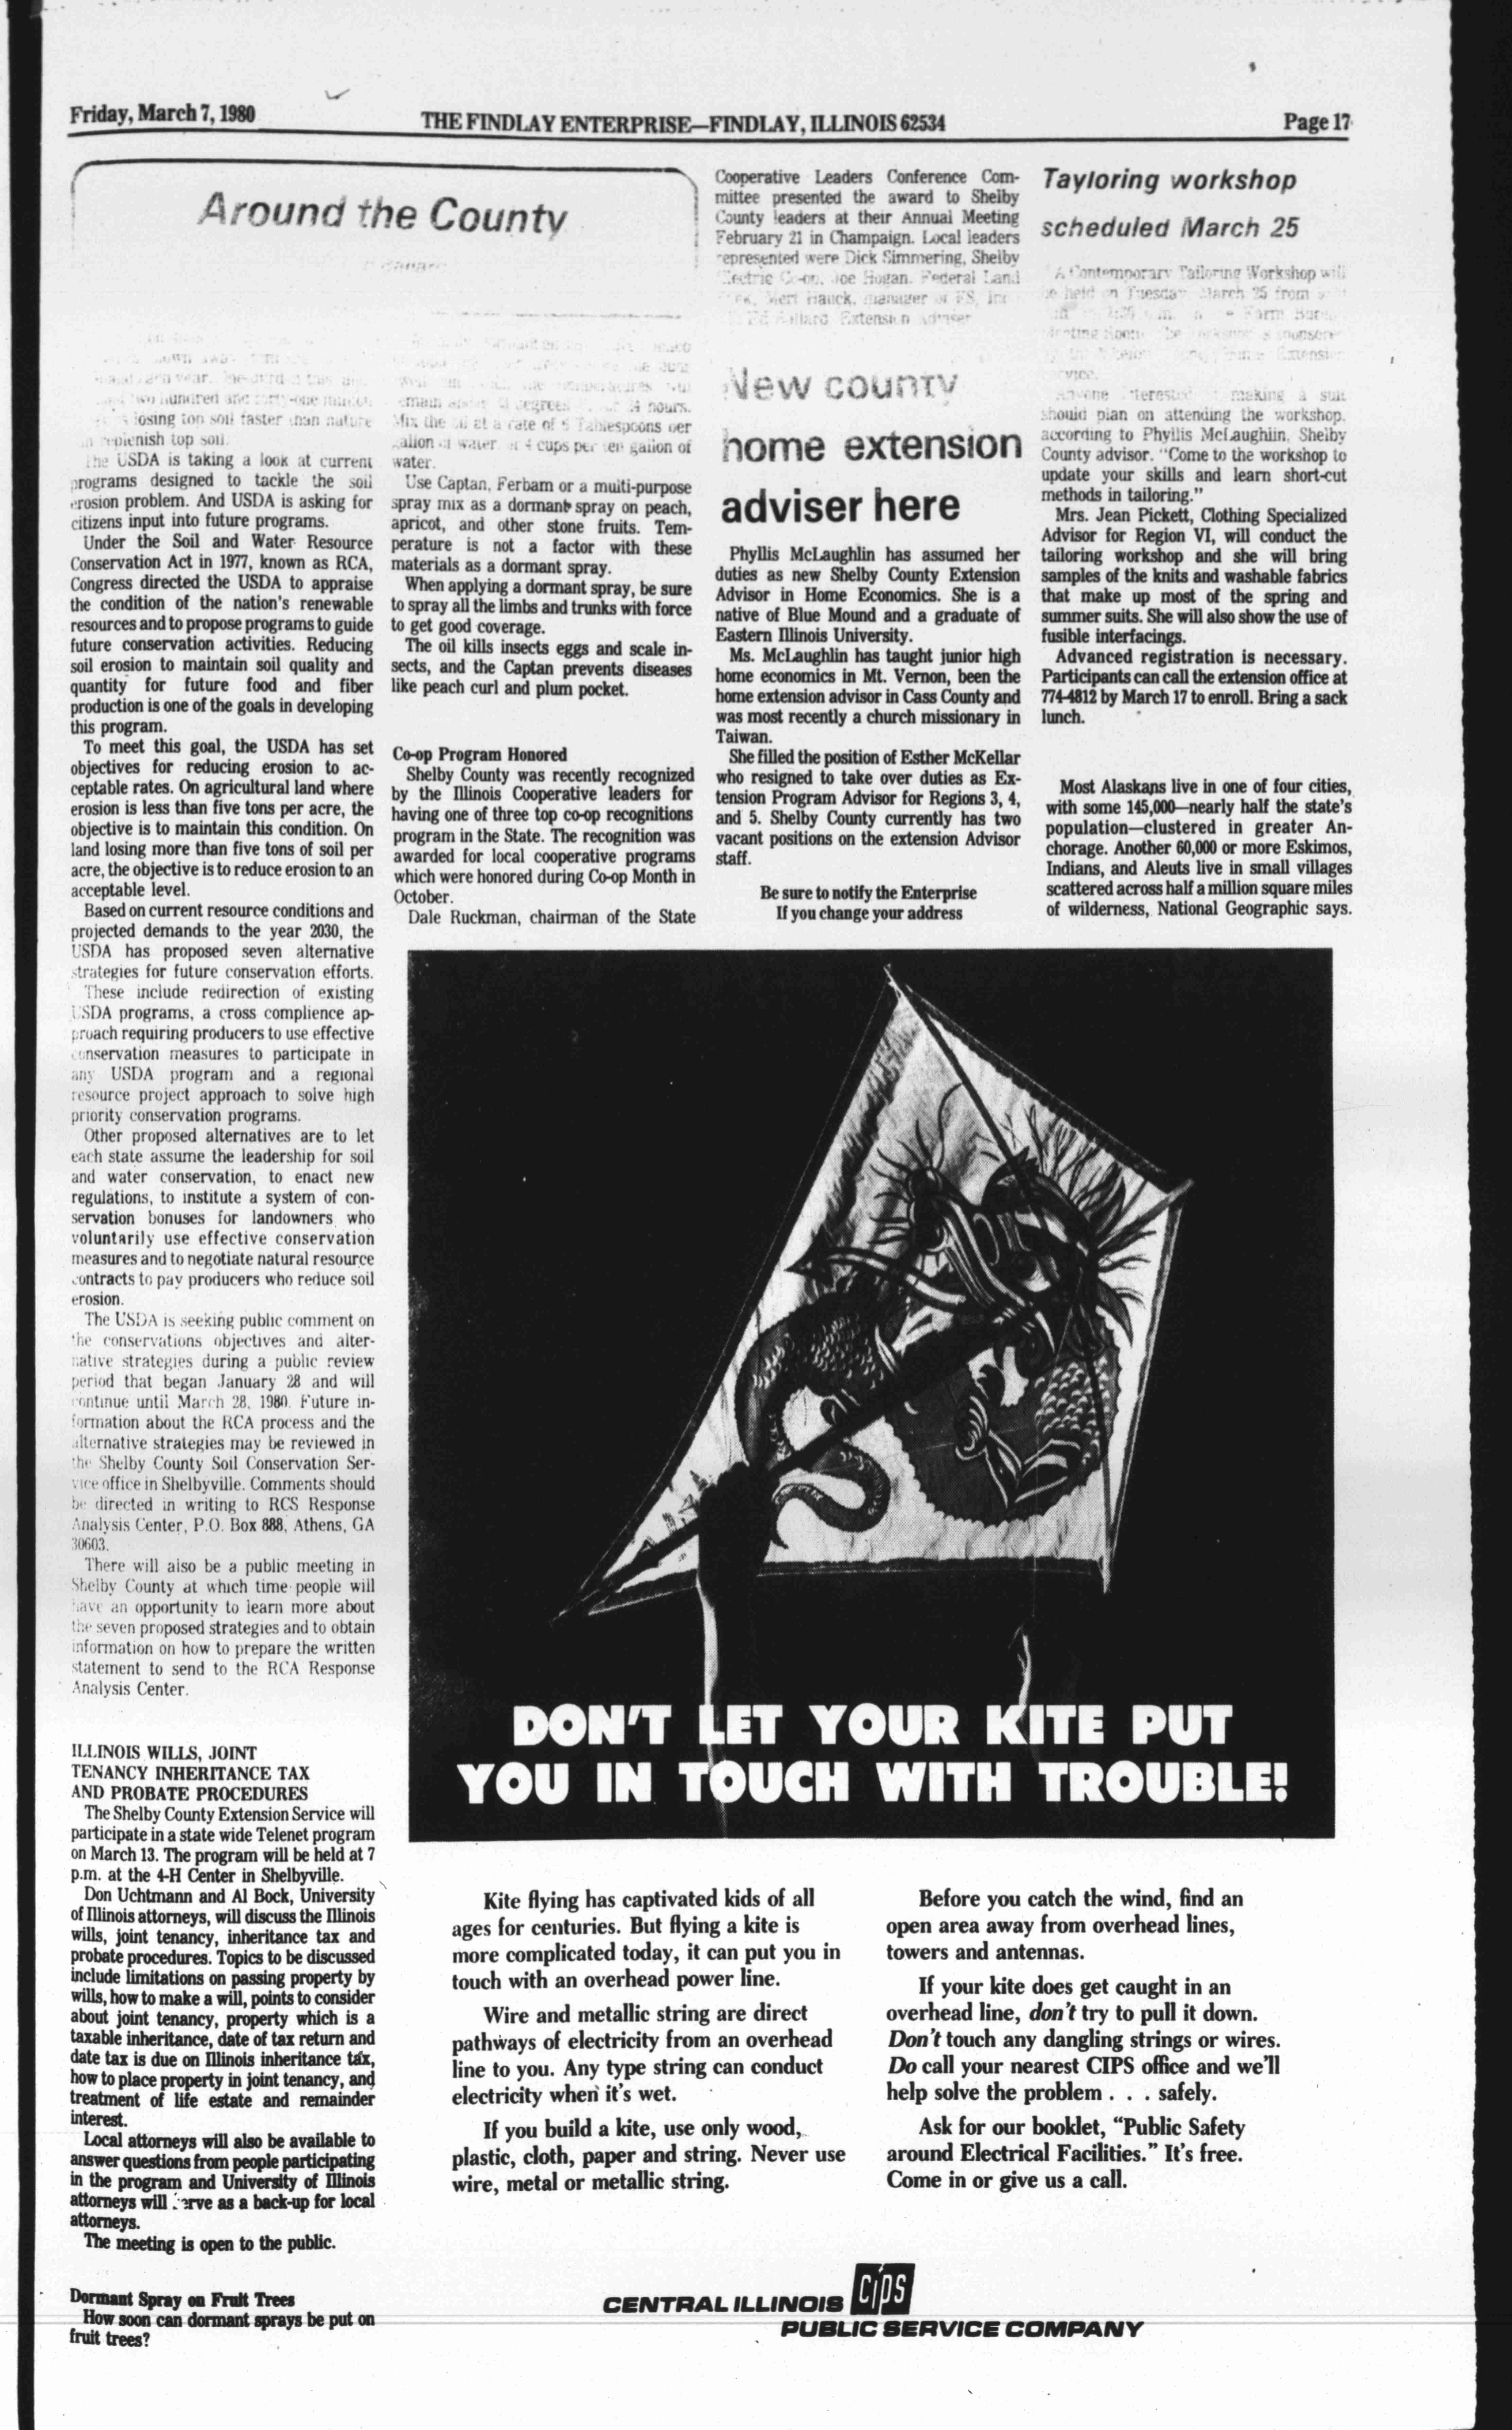 Friday, March 7, 1980
THE FINDLAY ENTERPRISE—FINDLAY, ILLINOIS 62534
Page 17
Around the County
losing top soil faster than nature
replenish top soil.
The USDA is taking a look at current
programs designed to tackle the soil
erosion problem. And USDA is asking for
citizens input into future programs.
Under the Soil and Water Resource
Conservation Act in 1977, known as RCA,
Congress directed the USDA to appraise
the condition of the nation's renewable
resources and to propose programs to guide
future conservation activities. Reducing
soil erosion to maintain soil quality and
quantity for future food and fiber
production is one of the goals in developing
this program.
To meet this goal, the USDA has set
objectives for reducing erosion to ac-
ceptable rates. On agricultural land where
erosion is less than five tons per acre, the
objective is to maintain this condition. On
land losing more than five tons of soil per
acre, the objective is to reduce erosion to an
acceptable level.
Based on current resource conditions and
projected demands to the year 2030, the
USDA has proposed seven alternative
strategies for future conservation efforts.
These include redirection of existing
USDA programs, a cross complience ap-
proach requiring producers to use effective
conservation measures to participate in
any USDA program and a regional
resource project approach to solve high
priority conservation programs.
Other proposed alternatives are to let
each state assume the leadership for soil
and water conservation, to enact new
regulations, to institute a system of con-
servation bonuses for landowners who
voluntarily use effective conservation
measures and to negotiate natural resource
contracts to pay producers who reduce soil
erosion.
The USDA is seeking public comment on
the conservations objectives and alter-
native strategies during a public review
period that began January 28 and will
continue until March 28, 1980. Future in-
formation about the RCA process and the
alternative strategies may be reviewed in
the Shelby County Soil Conservation Ser-
vice office in Shelbyville. Comments should
be directed in writing to RCS Response
Analysis Center, P.O. Box 888, Athens, GA
30603.
There will also be a public meeting in
Shelby County at which time people will
have an opportunity to learn more about
the seven proposed strategies and to obtain
information on how to prepare the written
statement to send to the RCA Response
Analysis Center.
ILLINOIS WILLS, JOINT
TENANCY INHERITANCE TAX
AND PROBATE PROCEDURES
The Shelby County Extension Service will
participate in a state wide Telenet program
on March 13. The program will be held at 7
p.m. at the 4-H Center in Shelbyville.
Don Uchtmann and Al Bock, University
of Illinois attorneys, will discuss the Illinois
wills, joint tenancy, inheritance tax and
probate procedures. Topics to be discussed
include limitations on passing property by
wills, how to make a will, points to consider
about joint tenancy, property which is a
taxable inheritance, date of tax return and
date tax is due on Illinois inheritance tax,
how to place property in joint tenancy, and
treatment of life estate and remainder
interest.
Local attorneys will also be available to
answer questions from people participating
in the program and University of Illinois
attorneys will serve as a back-up for local
attorneys.
The meeting is open to the public.
Dormant Spray on Fruit Trees
How soon can dormant sprays be put on
fruit trees?
degrees 24 hours.
Mix the oil at a rate of 5 Tablespoons per
gallon of water or 4 cups per ten gallon of
water.
Use Captan, Ferbam or a multi-purpose
spray mix as a dormant spray on peach,
apricot, and other stone fruits. Tem-
perature is not a factor with these
materials as a dormant spray.
When applying a dormant spray, be sure
to spray all the limbs and trunks with force
to get good coverage.
The oil kills insects eggs and scale in-
sects, and the Captan prevents diseases
like peach curl and plum pocket.
Co-op Program Honored
Shelby County was recently recognized
by the Illinois Cooperative leaders for
having one of three top co-op recognitions
program in the State. The recognition was
awarded for local cooperative programs
which were honored during Co-op Month in
October.
Dale Ruckman, chairman of the State
Cooperative Leaders Conference Com-
mittee presented the award to Shelby
County leaders at their Annual Meeting
February 21 in Champaign. Local leaders
represented were Dick Simmering, Shelby
Electric Co-op, Joe Hogan, Federal Land
Mert Hauck, manager of FS, Inc
Extension Adviser
New county
home extension
adviser here
Phyllis McLaughlin has assumed her
duties as new Shelby County Extension
Advisor in Home Economics. She is a
native of Blue Mound and a graduate of
Eastern Illinois University.
Ms. McLaughlin has taught junior high
home economics in Mt. Vernon, been the
home extension advisor in Cass County and
was most recently a church missionary in
Taiwan.
She filled the position of Esther McKellar
who resigned to take over duties as Ex-
tension Program Advisor for Regions 3, 4,
and 5. Shelby County currently has two
vacant positions on the extension Advisor
staff.
Be sure to notify the Enterprise
If you change your address
Tayloring workshop
scheduled March 25
A Contemporary Tailoring Workshop will
be held on Tuesday March 25 from
Farm Bureau
Meeting Room. The workshop is sponsored
Extension
Service.
Anyone interested making a suit
should plan on attending the workshop,
according to Phyllis McLaughlin, Shelby
County advisor. "Come to the workshop to
update your skills and learn short-cut
methods in tailoring."
Mrs. Jean Pickett, Clothing Specialized
Advisor for Region VI, will conduct the
tailoring workshop and she will bring
samples of the knits and washable fabrics
that make up most of the spring and
summer suits. She will also show the use of
fusible interfacings.
Advanced registration is necessary.
Participants can call the extension office at
774-4812 by March 17 to enroll. Bring a sack
lunch.
Most Alaskans live in one of four cities,
with some 145,000—nearly half the state's
population—clustered in greater An-
chorage. Another 60,000 or more Eskimos,
Indians, and Aleuts live in small villages
scattered across half a million square miles
of wilderness, National Geographic says.
DON'T LET YOUR KITE PUT
YOU IN TOUCH WITH TROUBLE!
Kite flying has captivated kids of all
ages for centuries. But flying a kite is
more complicated today, it can put you in
touch with an overhead power line.
Wire and metallic string are direct
pathways of electricity from an overhead
line to you. Any type string can conduct
electricity when it's wet.
If you build a kite, use only wood,
plastic, cloth, paper and string. Never use
wire, metal or metallic string.
Before you catch the wind, find an
open area away from overhead lines,
towers and antennas.
If your kite does get caught in an
overhead line, don't try to pull it down.
Don't touch any dangling strings or wires.
Do call your nearest CIPS office and we'll
help solve the problem . . . safely.
Ask for our booklet, "Public Safety
around Electrical Facilities." It's free.
Come in or give us a call.
CENTRAL ILLINOIS CIPS
PUBLIC SERVICE COMPANY